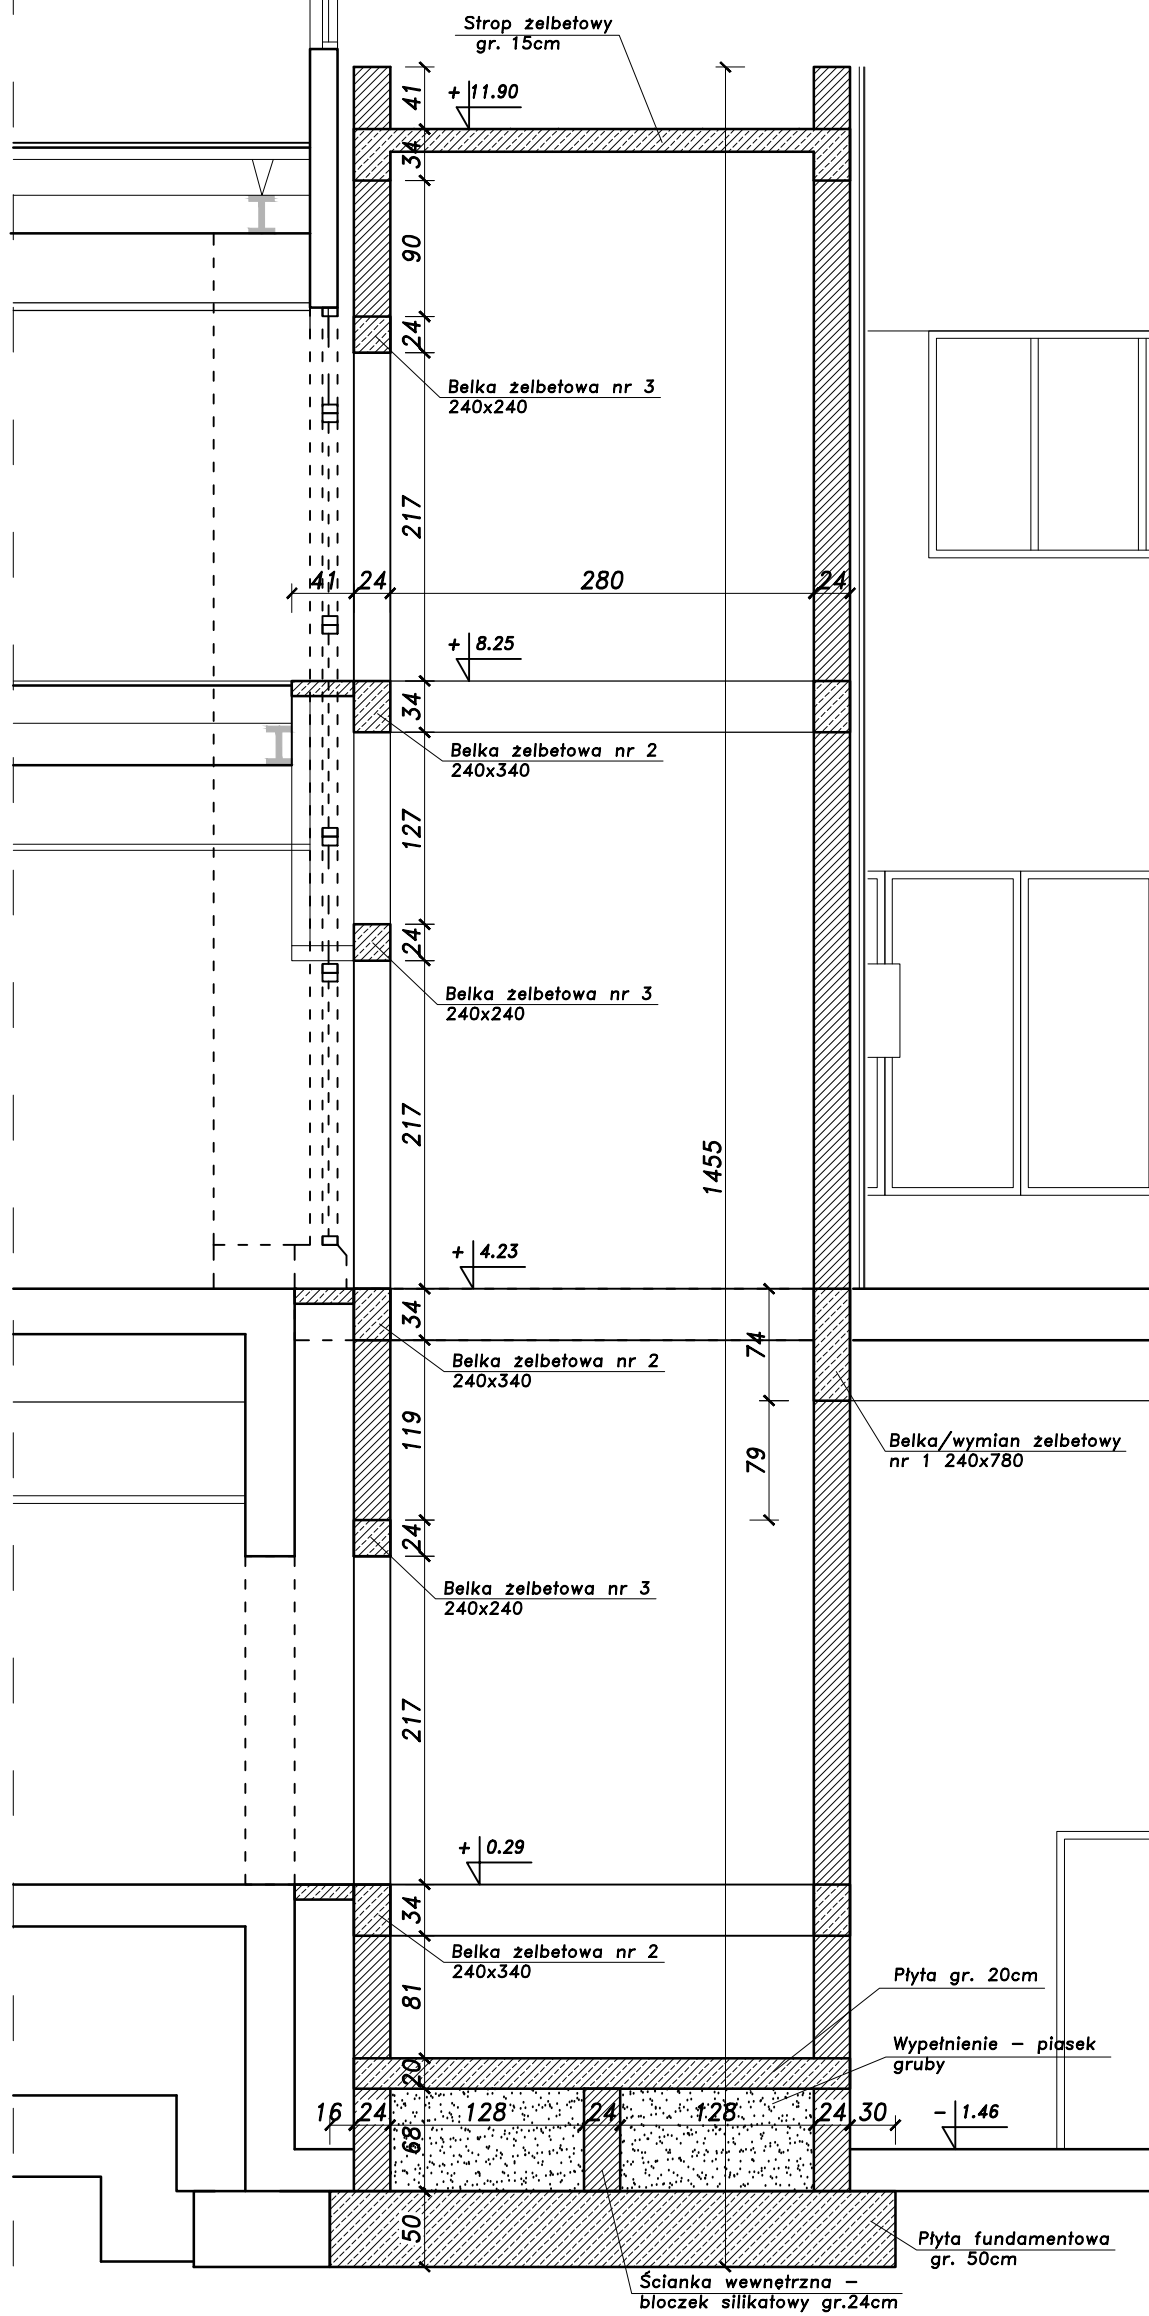 Strop żelbetowy
gr. 15cm
41
+ 11.90
34
90
24
Belka żelbetowa nr 3
240x240
217
41 24 280 24
+ 8.25
34
Belka żelbetowa nr 2
240x340
127
24
Belka żelbetowa nr 3
240x240
217
1455
+ 4.23
34
74
Belka żelbetowa nr 2
240x340
119
79
Belka/wymian żelbetowy
nr 1 240x780
24
Belka żelbetowa nr 3
240x240
217
+ 0.29
34
Belka żelbetowa nr 2
240x340
81
Płyta gr. 20cm
Wypełnienie – piasek
gruby
20
16 24 128 24 128 24 30
- 1.46
68
50
Płyta fundamentowa
gr. 50cm
Ścianka wewnętrzna –
bloczek silikatowy gr.24cm